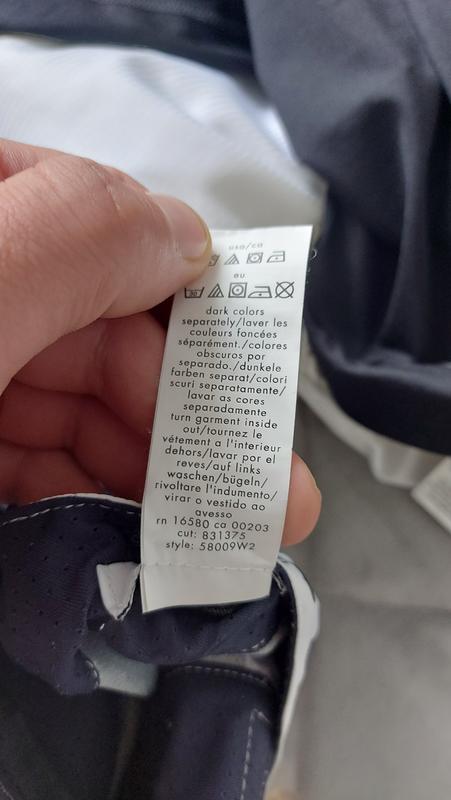 usa/ca
eu
dark colors
separately/laver les
couleurs foncées
séparément./colores
obscuros por
separado./dunkele
farben separat/colori
scuri separatamente/
lavar as cores
separadamente
turn garment inside
out/tournez le
vêtement a l'interieur
dehors/lavar por el
reves/auf links
waschen/bügeln/
rivoltare l'indumento/
virar o vestido ao
avesso
rn 16580 ca 00203
cut: 831375
style: 58009W2